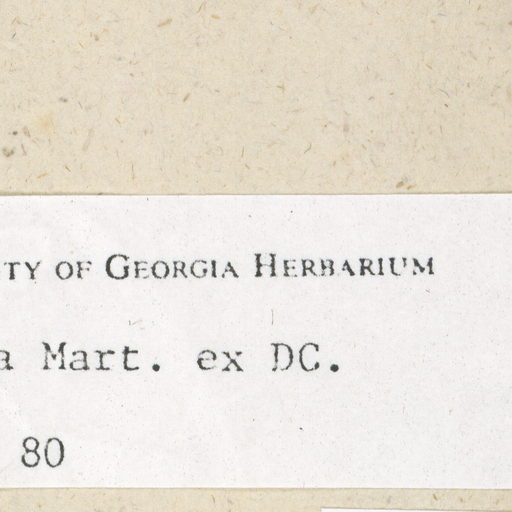 TY OF GEORGIA HERBARIUM
a Mart. ex DC.
80